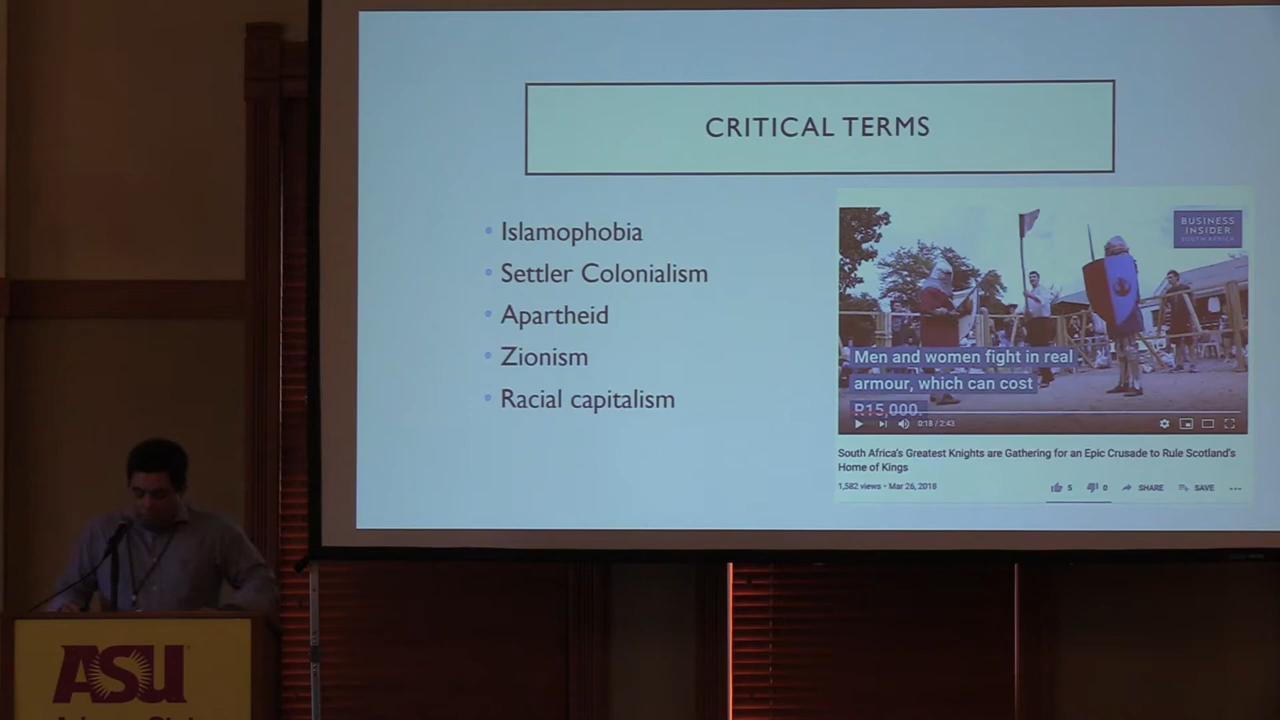 CRITICAL TERMS
• Islamophobia
• Settler Colonialism
• Apartheid
• Zionism
• Racial capitalism
BUSINESS
INSIDER
SOUTH AFRICA
Men and women fight in real
armour, which can cost
R15,000.
0:18 / 2:43
South Africa's Greatest Knights are Gathering for an Epic Crusade to Rule Scotland's
Home of Kings
1,582 views • Mar 26, 2018
5 0 SHARE SAVE ...
ASU